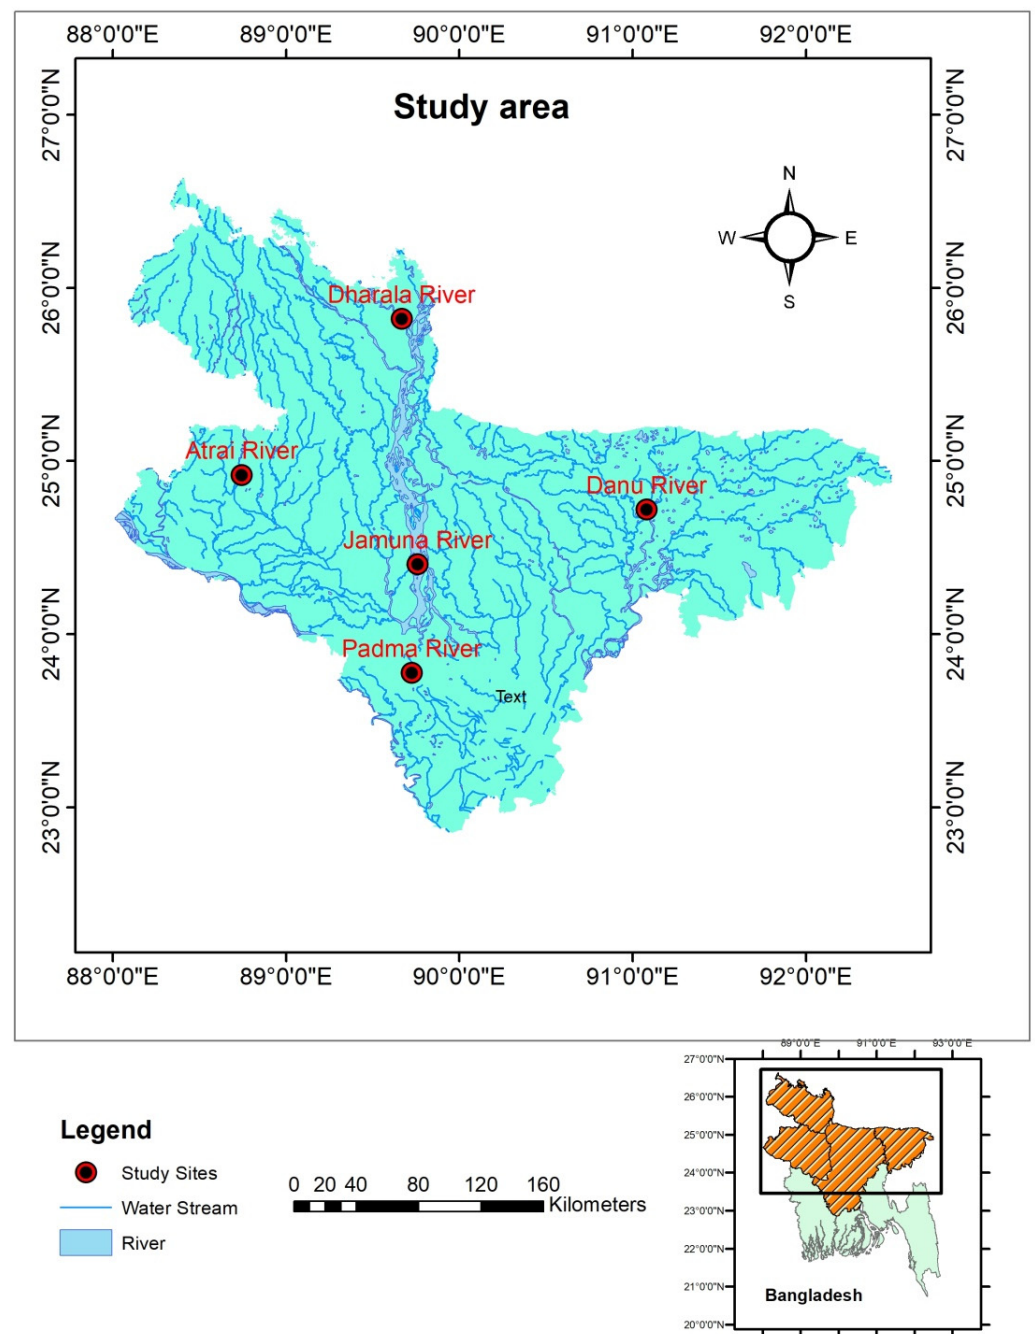 88°0'0"E 89°0'0"E 90°0'0"E 91°0'0"E 92°0'0"E
Study area
27°0'0"N 27°0'0"N
N
W E
S
26°0'0"N 26°0'0"N
Dharala River
Atrai River
25°0'0"N 25°0'0"N
Danu River
Jamuna River
24°0'0"N 24°0'0"N
Padma River
Text
23°0'0"N 23°0'0"N
88°0'0"E 89°0'0"E 90°0'0"E 91°0'0"E 92°0'0"E
Legend
Study Sites
Water Stream
River
0 20 40 80 120 160
Kilometers
89°0'0"E 91°0'0"E 93°0'0"E
27°0'0"N
26°0'0"N
25°0'0"N
24°0'0"N
23°0'0"N
22°0'0"N
21°0'0"N
20°0'0"N
Bangladesh